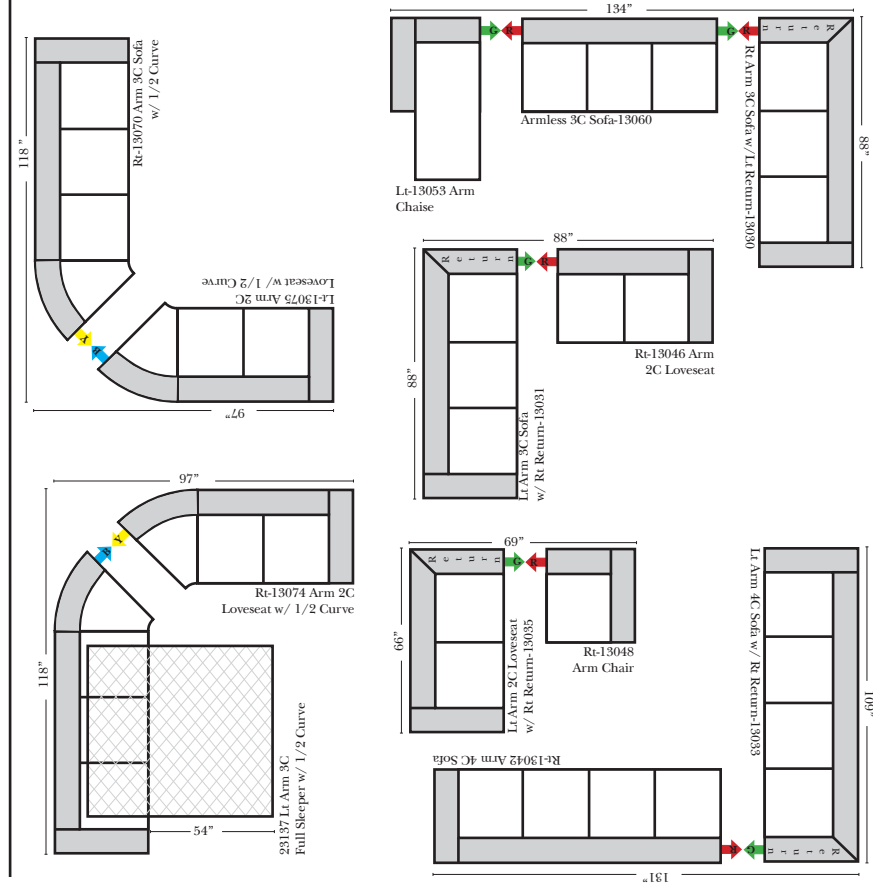 118"
Rt-13070 Arm 3C Sofa
w/ 1/2 Curve
Y
B
Lt-13075 Arm 2C
Loveseat w/ 1/2 Curve
97"
134"
G
R
G
R
Return
Lt-13053 Arm
Chaise
Armless 3C Sofa-13060
Rt Arm 3C Sofa w/Lt Return-13030
88"
88"
Return
G
R
88"
Lt Arm 3C Sofa
w/ Rt Return-13031
Rt-13046 Arm
2C Loveseat
97"
B
Y
Rt-13074 Arm 2C
Loveseat w/ 1/2 Curve
118"
54"
23137 Lt Arm 3C
Full Sleeper w/ 1/2 Curve
69"
Return
G
R
66"
Lt Arm 2C Loveseat
w/ Rt Return-13035
Rt-13048
Arm Chair
Lt Arm 4C Sofa w/ Rt Return-13033
109"
Rt-13042 Arm 4C Sofa
R
G
Return
131"